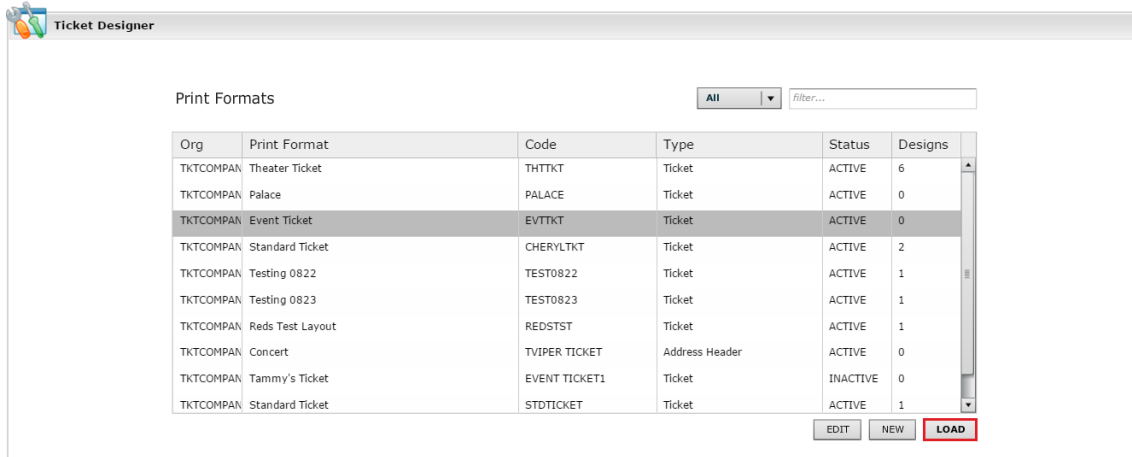 Ticket Designer
Print Formats All filter...
Org Print Format Code Type Status Designs
TKTCOMPAN Theater Ticket THTTKT Ticket ACTIVE 6
TKTCOMPAN Palace PALACE Ticket ACTIVE 0
TKTCOMPAN Event Ticket EVTTKT Ticket ACTIVE 0
TKTCOMPAN Standard Ticket CHERYLTKT Ticket ACTIVE 2
TKTCOMPAN Testing 0822 TEST0822 Ticket ACTIVE 1
TKTCOMPAN Testing 0823 TEST0823 Ticket ACTIVE 1
TKTCOMPAN Reds Test Layout REDSTST Ticket ACTIVE 1
TKTCOMPAN Concert TVIPER TICKET Address Header ACTIVE 0
TKTCOMPAN Tammy's Ticket EVENT TICKET1 Ticket INACTIVE 0
TKTCOMPAN Standard Ticket STDTICKET Ticket ACTIVE 1
EDIT NEW LOAD